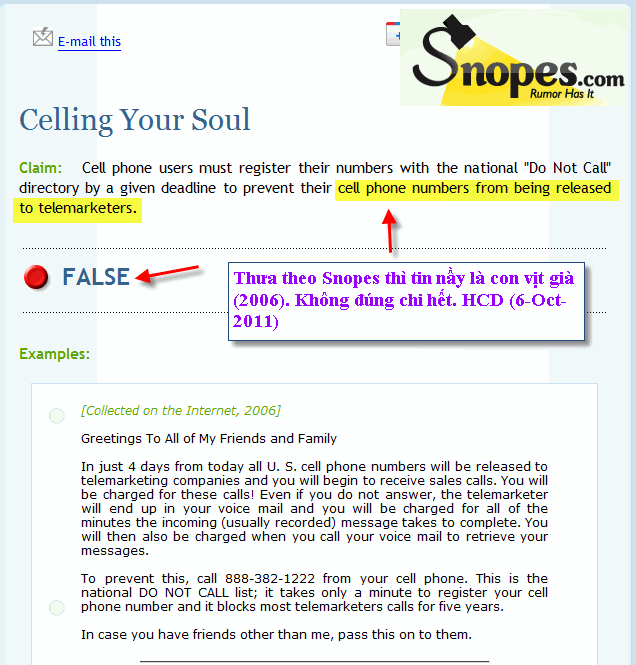 E-mail this
Snopes.com
Rumor Has It
Celling Your Soul
Claim: Cell phone users must register their numbers with the national "Do Not Call"
directory by a given deadline to prevent their cell phone numbers from being released
to telemarketers.
FALSE
Thưa theo Snopes thì tin nầy là con vịt già
(2006). Không đúng chi hết. HCD (6-Oct-
2011)
Examples:
[Collected on the Internet, 2006]
Greetings To All of My Friends and Family
In just 4 days from today all U. S. cell phone numbers will be released to
telemarketing companies and you will begin to receive sales calls. You will
be charged for these calls! Even if you do not answer, the telemarketer
will end up in your voice mail and you will be charged for all of the
minutes the incoming (usually recorded) message takes to complete. You
will then also be charged when you call your voice mail to retrieve your
messages.
To prevent this, call 888-382-1222 from your cell phone. This is the
national DO NOT CALL list; it takes only a minute to register your cell
phone number and it blocks most telemarketers calls for five years.
In case you have friends other than me, pass this on to them.